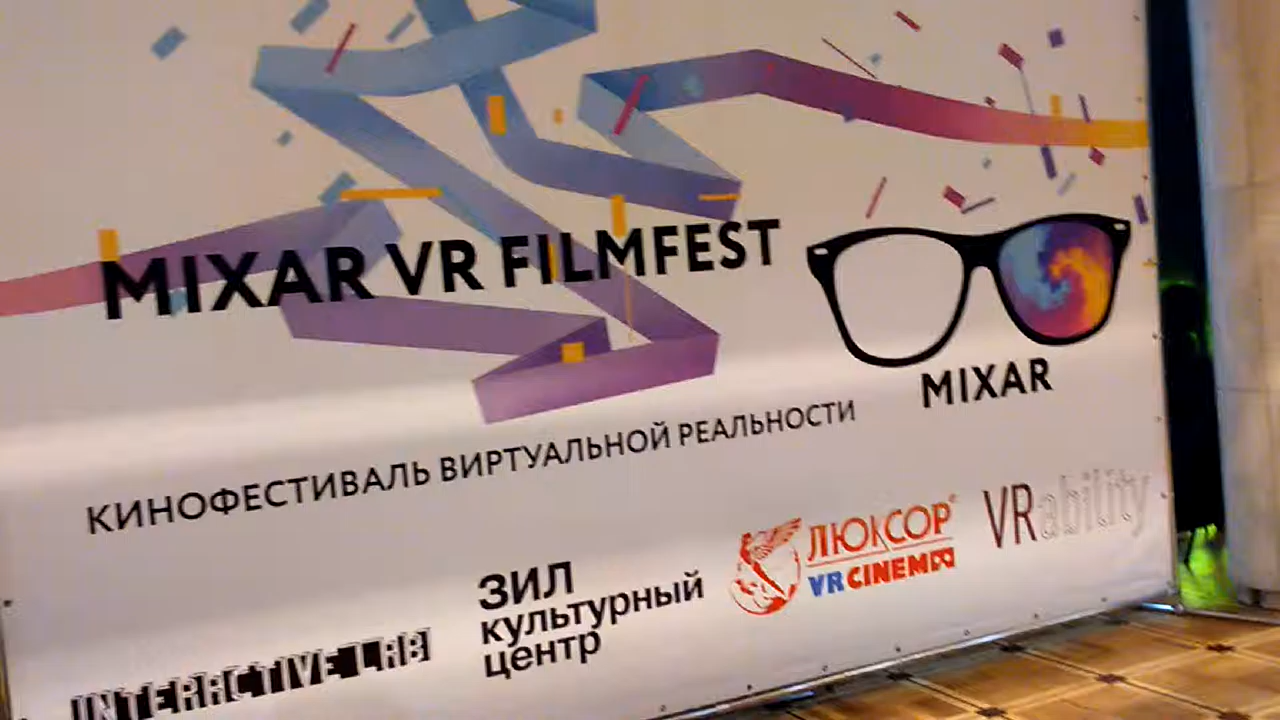 MIXAR VR FILMFEST
MIXAR
КИНОФЕСТИВАЛЬ ВИРТУАЛЬНОЙ РЕАЛЬНОСТИ
INTERACTIVE LAB
ЗИЛ
культурный
центр
ЛЮКСОР®
VR CINEMA
VRability